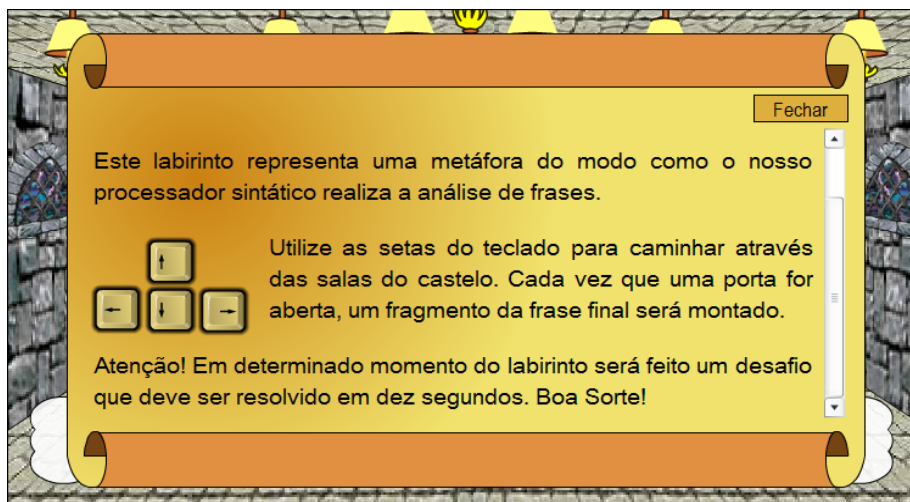 Fechar
Este labirinto representa uma metáfora do modo como o nosso
processador sintático realiza a análise de frases.
Utilize as setas do teclado para caminhar através
das salas do castelo. Cada vez que uma porta for
aberta, um fragmento da frase final será montado.
Atenção! Em determinado momento do labirinto será feito um desafio
que deve ser resolvido em dez segundos. Boa Sorte!